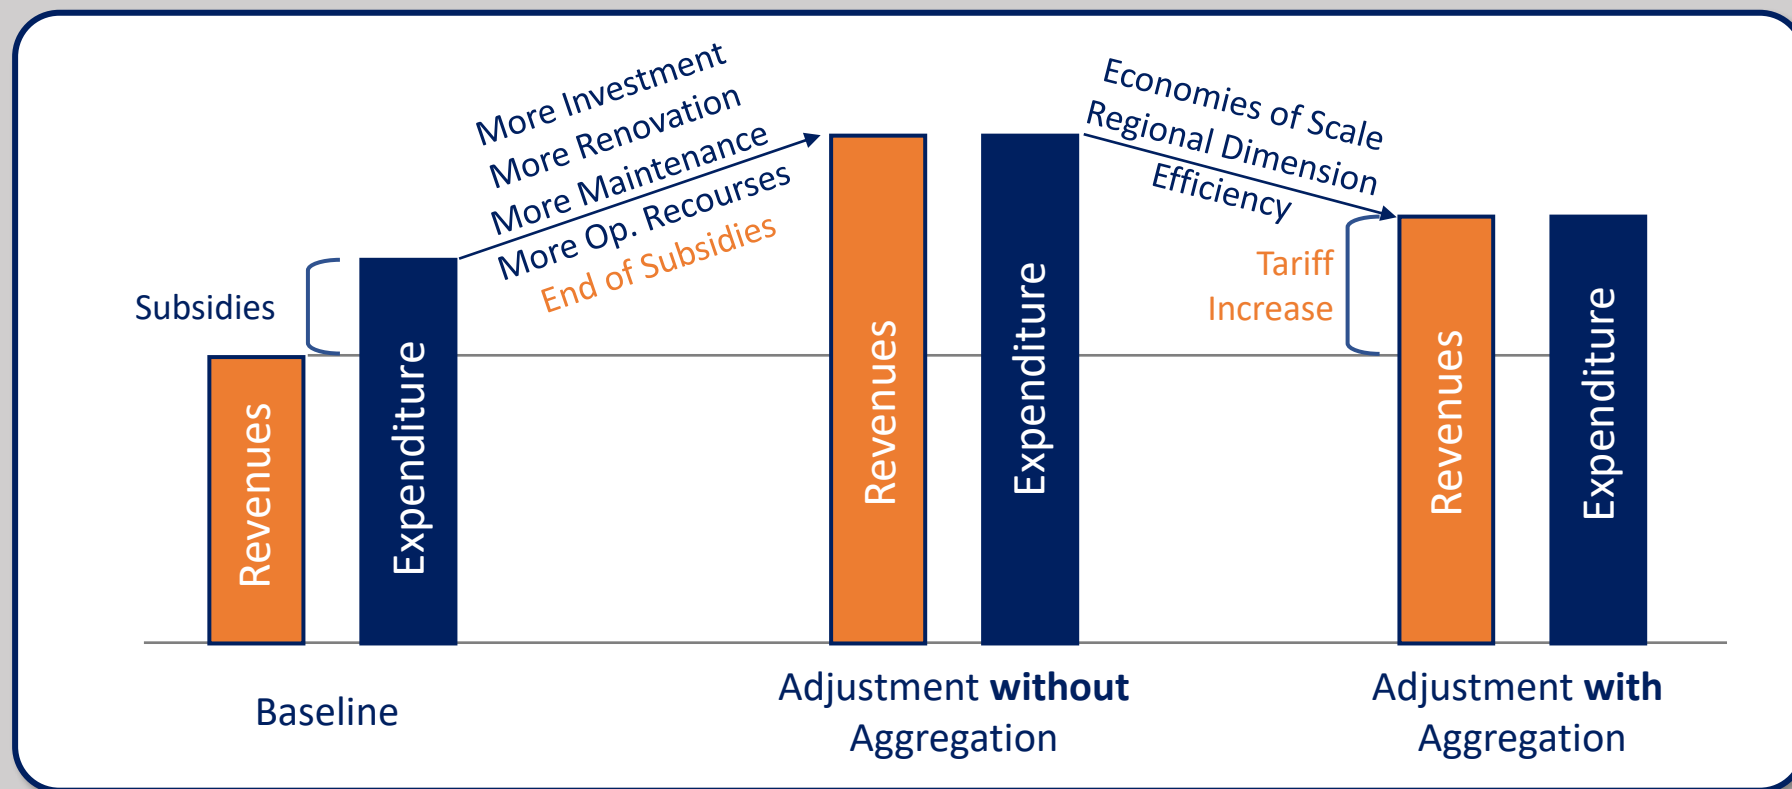 More Investment
More Renovation
More Maintenance
More Op. Recourses
End of Subsidies
Economies of Scale
Regional Dimension
Efficiency
Subsidies
Tariff
Increase
Revenues
Expenditure
Revenues
Expenditure
Revenues
Expenditure
Baseline
Adjustment without
Aggregation
Adjustment with
Aggregation